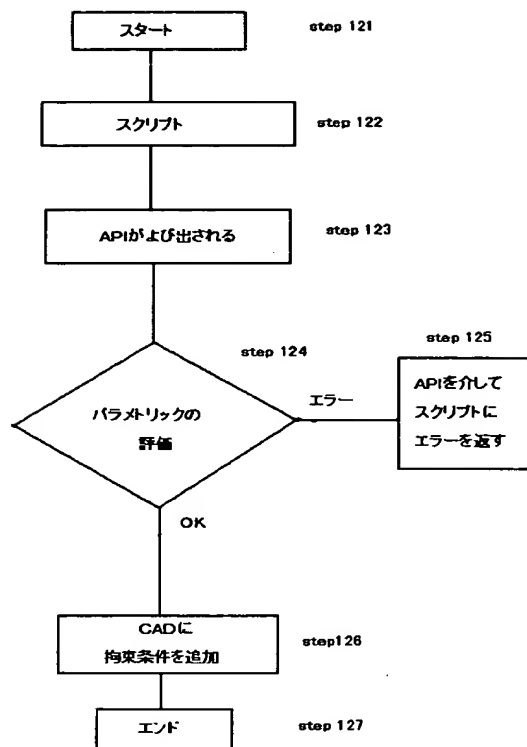 スタート
step 121
スクリプト
step 122
APIがよび出される
step 123
step 124
パラメトリックの
評価
エラー
step 125
APIを介して
スクリプトに
エラーを返す
OK
CADに
拘束条件を追加
step126
エンド
step 127